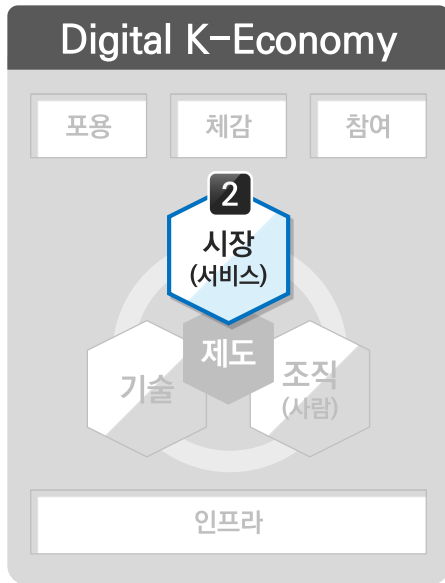 Digital K-Economy
포용 체감 참여
2
시장
(서비스)
제도
기술 조직
(사람)
인프라